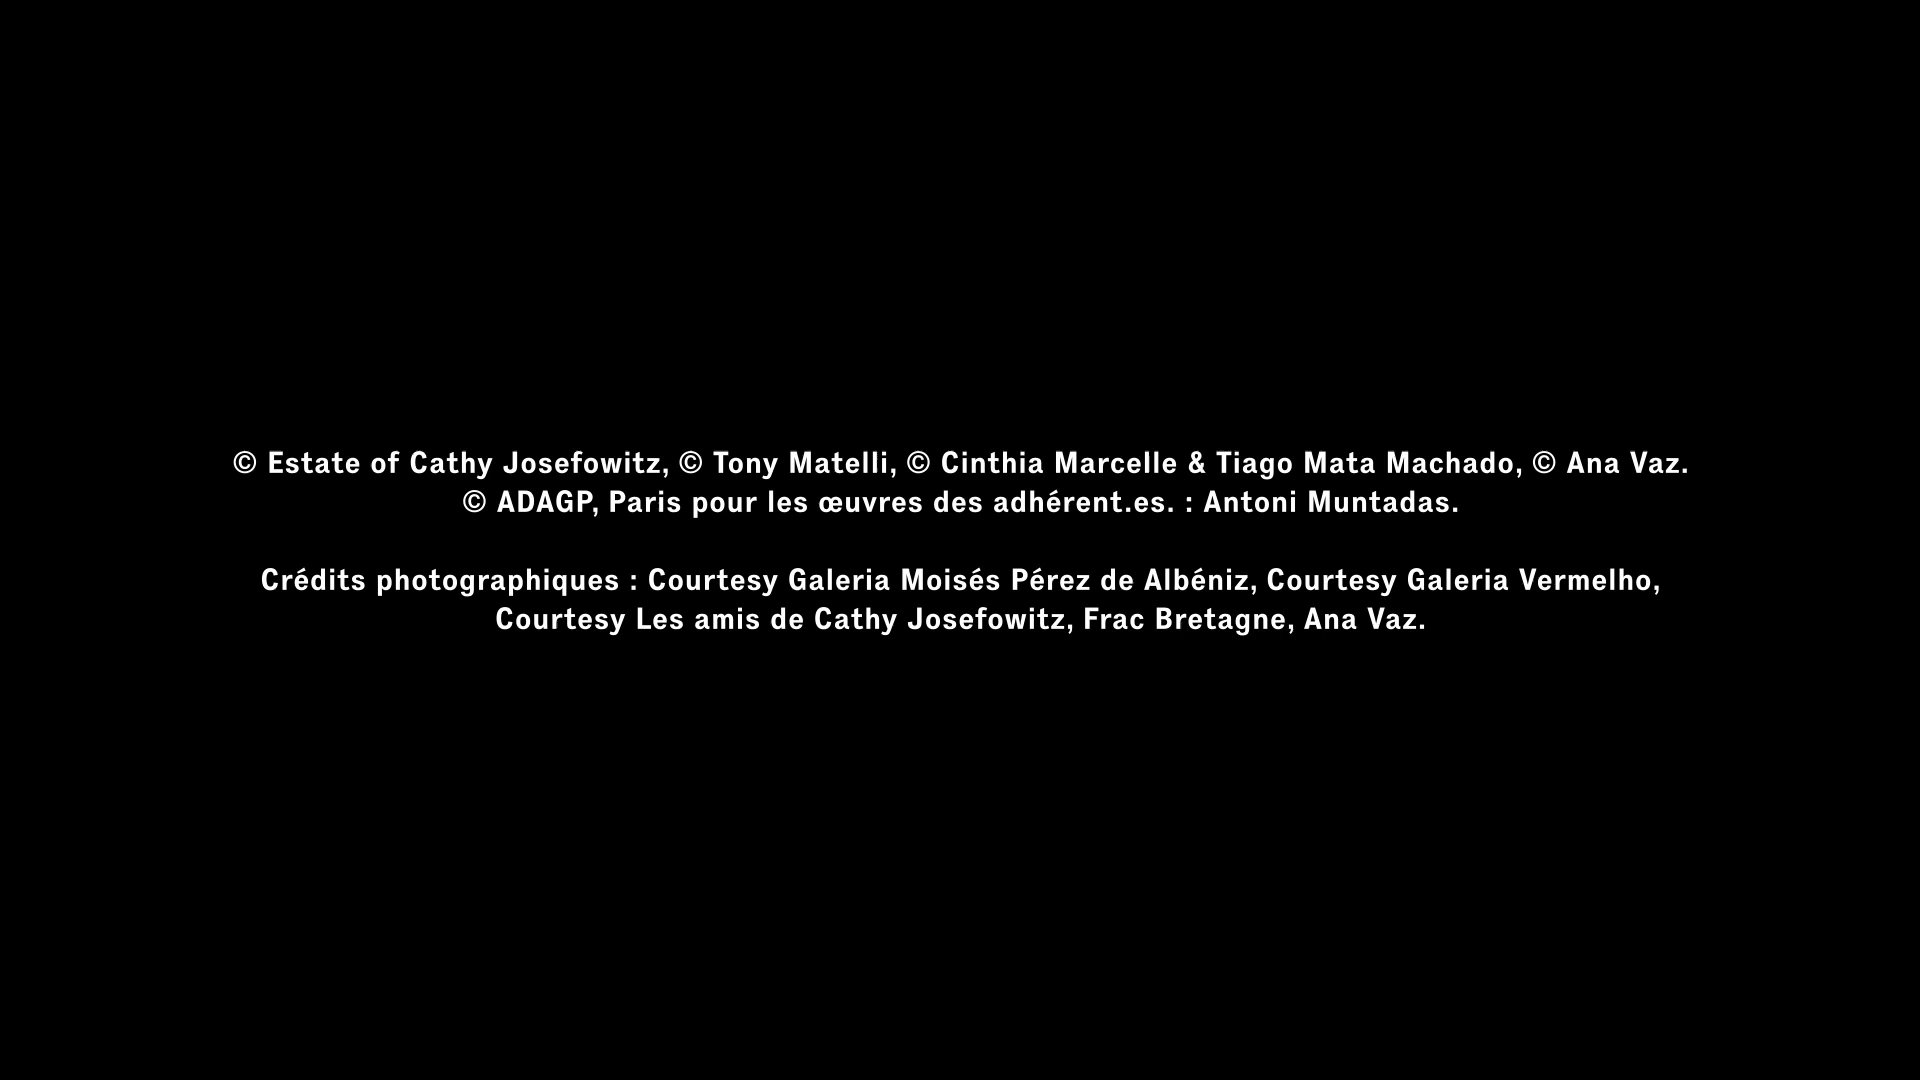 © Estate of Cathy Josefowitz, © Tony Matelli, © Cinthia Marcelle & Tiago Mata Machado, © Ana Vaz.
© ADAGP, Paris pour les œuvres des adhérent.es. : Antoni Muntadas.
Crédits photographiques : Courtesy Galeria Moisés Pérez de Albéniz, Courtesy Galeria Vermelho,
Courtesy Les amis de Cathy Josefowitz, Frac Bretagne, Ana Vaz.